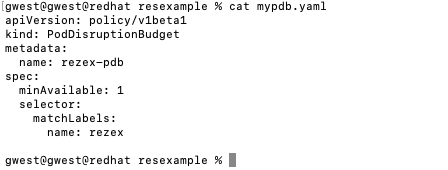 gwest@gwest@redhat resexample % cat mypdb.yaml
apiVersion: policy/v1beta1
kind: PodDisruptionBudget
metadata:
  name: rezex-pdb
spec:
  minAvailable: 1
  selector:
    matchLabels:
      name: rezex
gwest@gwest@redhat resexample %